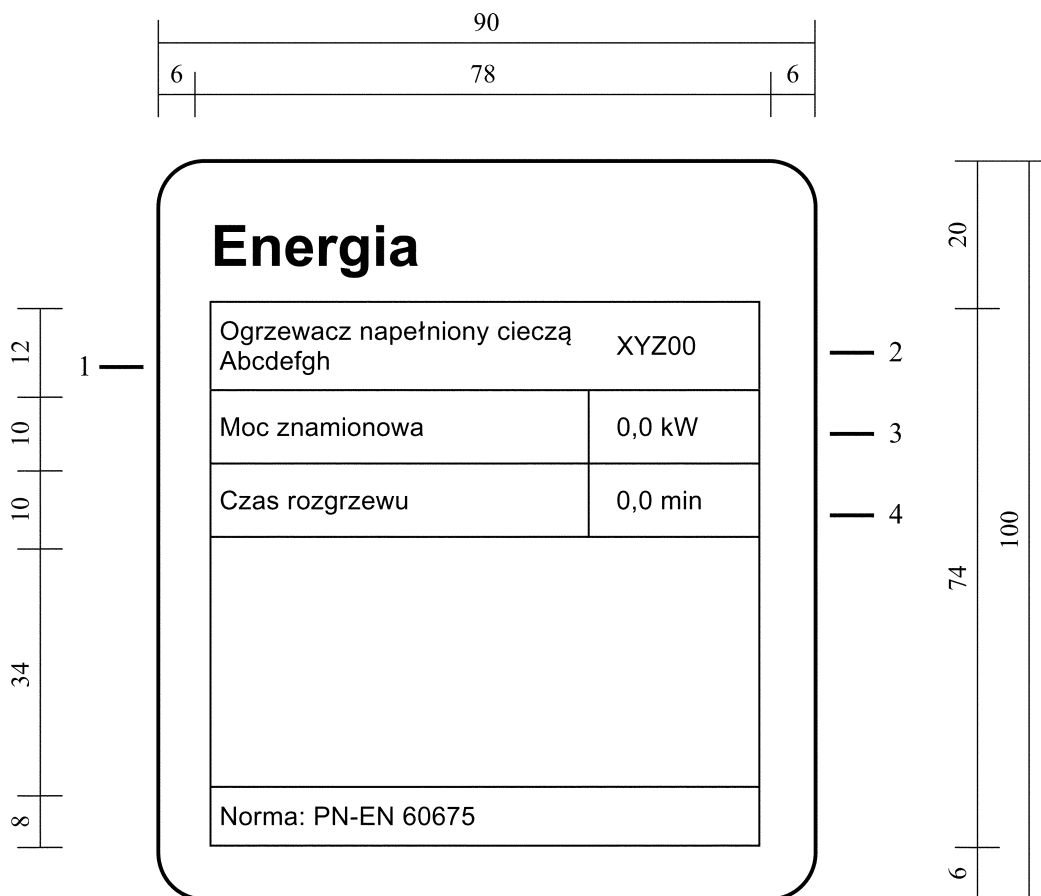 90
6 78 6
Energia
20
Ogrzewacz napełniony cieczą
Abcdefgh
XYZ00
12
1
2
Moc znamionowa 0,0 kW
10
3
Czas rozgrzewu 0,0 min
10
4
100
74
34
Norma: PN-EN 60675
8
6